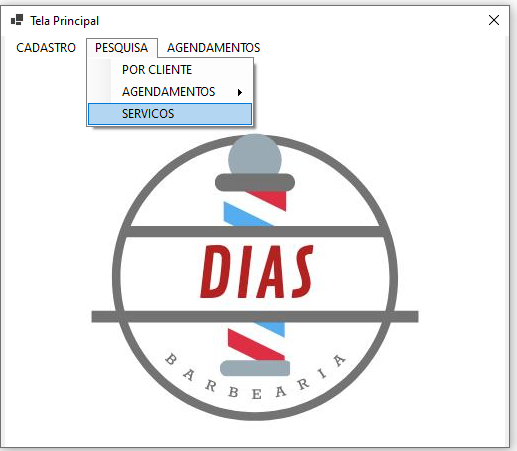 Tela Principal
CADASTRO PESQUISA AGENDAMENTOS
POR CLIENTE
AGENDAMENTOS
SERVICOS
DIAS
BARBEARIA